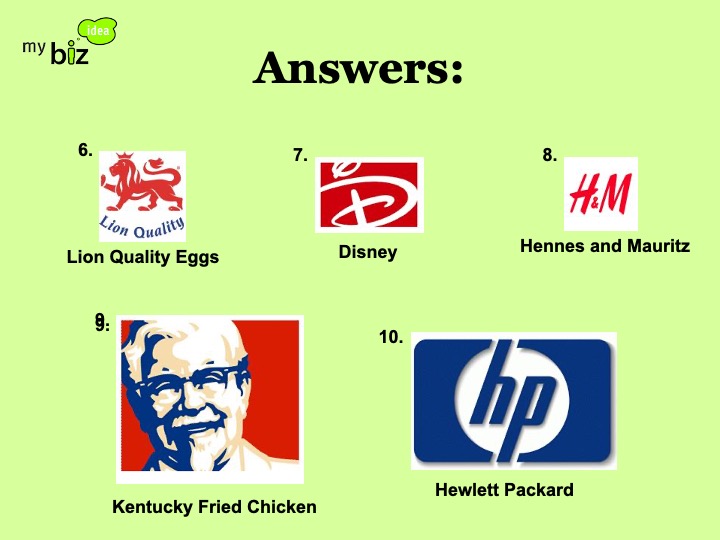 my biz idea
Answers:
6.
7.
8.
Lion Quality
H&M
Lion Quality Eggs
Disney
Hennes and Mauritz
9.
9.
10.
hp
Kentucky Fried Chicken
Hewlett Packard